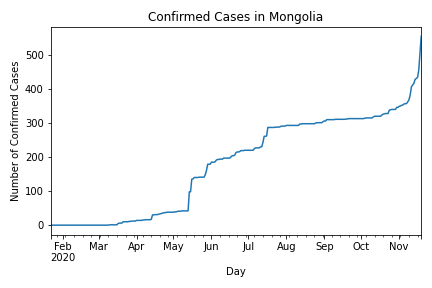 Confirmed Cases in Mongolia
Number of Confirmed Cases
500
400
300
200
100
0
Feb Mar Apr May Jun Jul Aug Sep Oct Nov
2020
Day